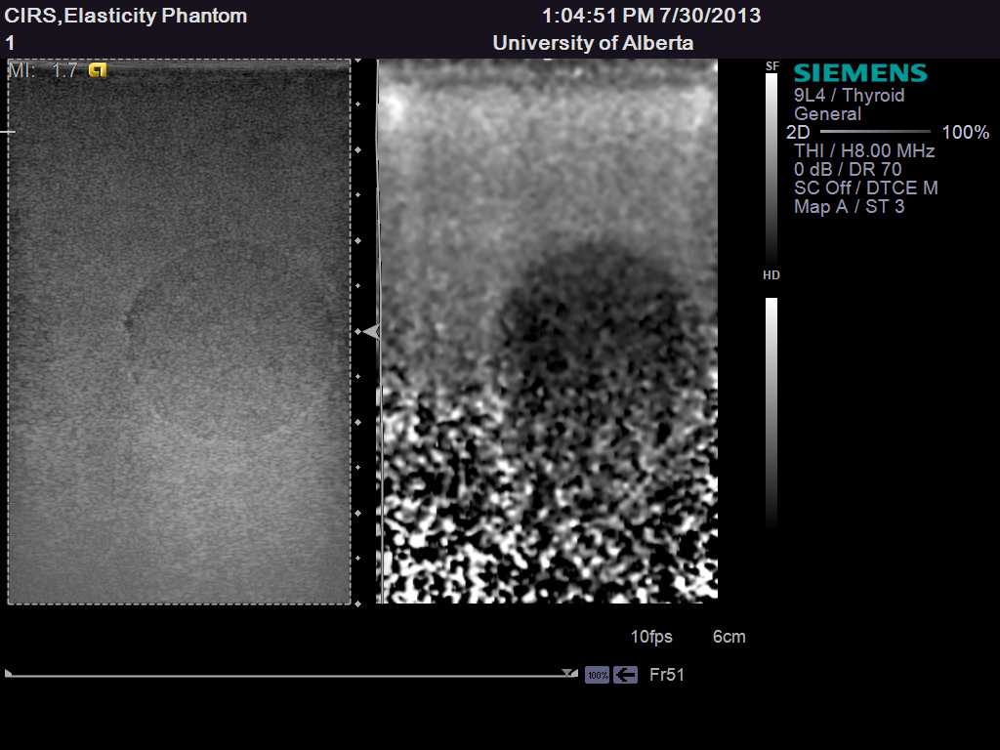 CIRS,Elasticity Phantom 1:04:51 PM 7/30/2013
1 University of Alberta
MI: 1.7
SF
SIEMENS
9L4 / Thyroid
General
2D 100%
THI / H8.00 MHz
0 dB / DR 70
SC Off / DTCE M
Map A / ST 3
HD
10fps 6cm
100% Fr51